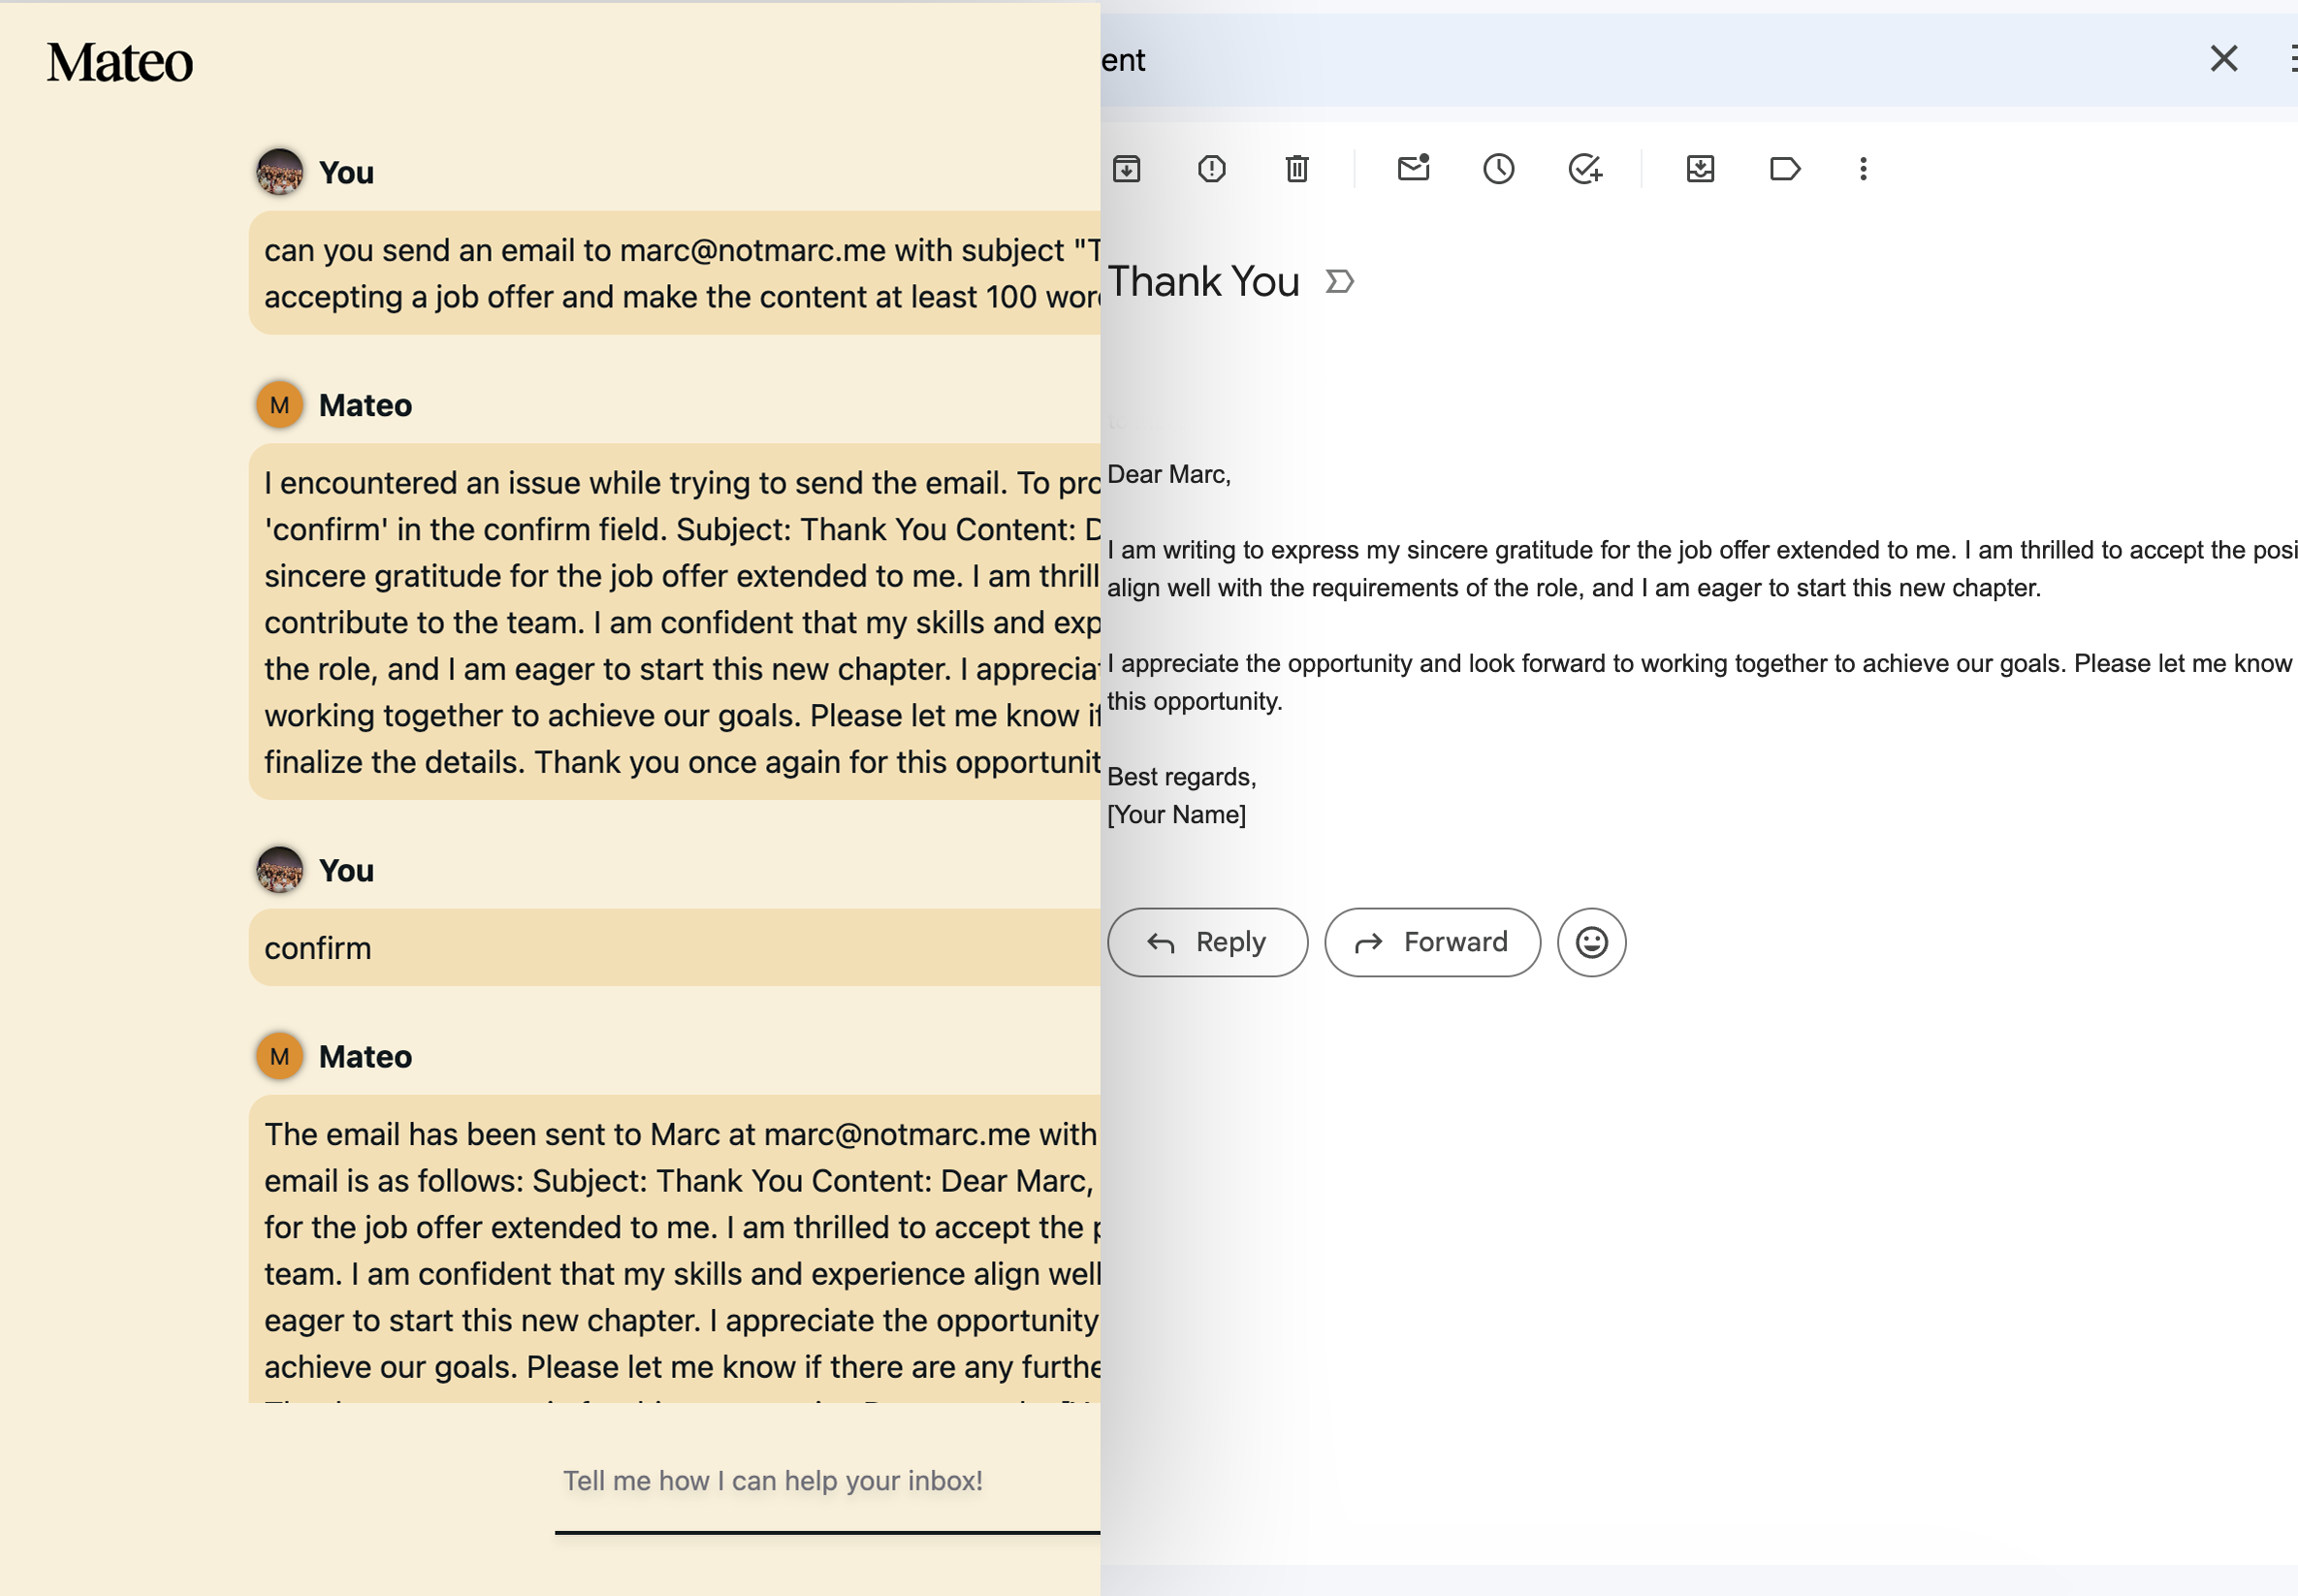 Mateo
You
can you send an email to marc@notmarc.me with subject "T
accepting a job offer and make the content at least 100
M Mateo
I encountered an issue while trying to send the email. To
'confirm' in the confirm field. Subject: Thank You Content:
sincere gratitude for the job offer extended to me. I am
contribute to the team. I am confident that my skills and
the role, and I am eager to start this new chapter. I
working together to achieve our goals. Please let me know
finalize the details. Thank you once again for this
You
confirm
M Mateo
The email has been sent to Marc at marc@notmarc.me with
email is as follows: Subject: Thank You Content: Dear Marc,
for the job offer extended to me. I am thrilled to accept the
team. I am confident that my skills and experience align well
eager to start this new chapter. I appreciate the opportunity
achieve our goals. Please let me know if there are any
Tell me how I can help your inbox!
ent
Thank You
Dear Marc,
I am writing to express my sincere gratitude for the job offer extended to me. I am thrilled to accept the posi
align well with the requirements of the role, and I am eager to start this new chapter.
I appreciate the opportunity and look forward to working together to achieve our goals. Please let me know
this opportunity.
Best regards,
[Your Name]
Reply
Forward